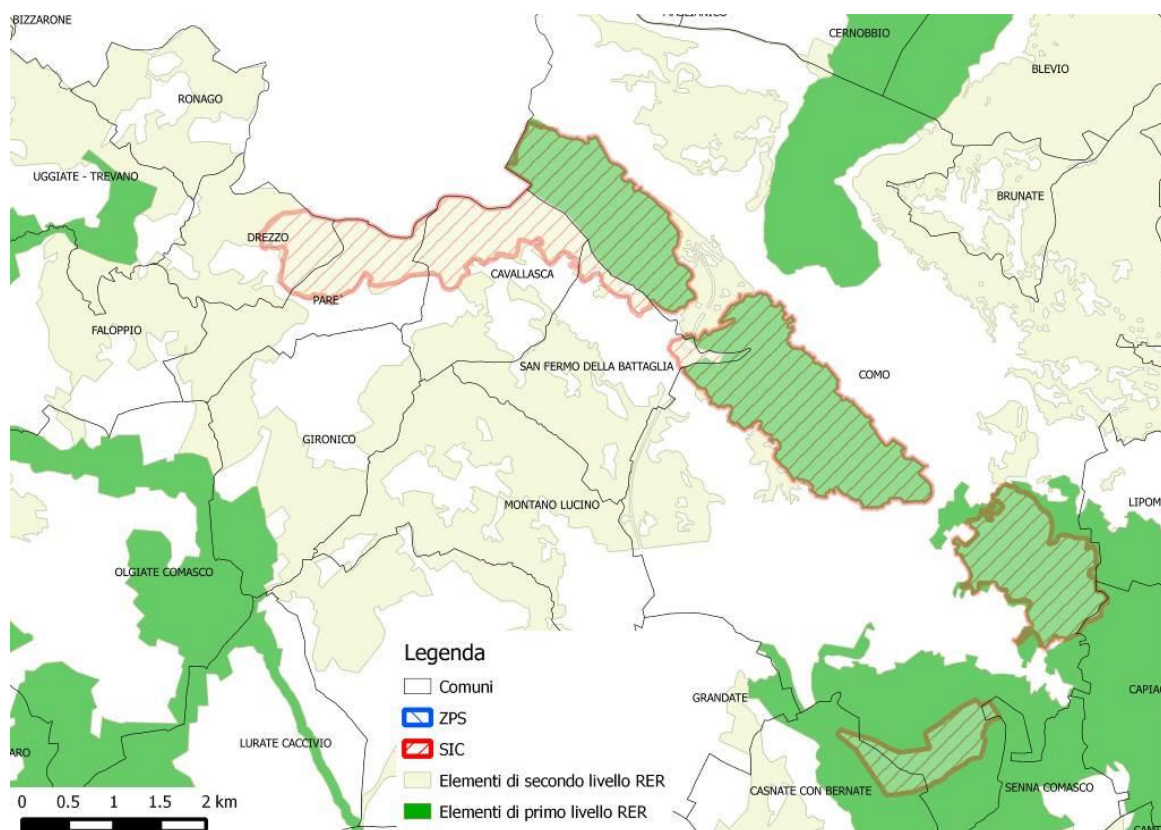 BIZZARONE
CERNOBBIO
BLEVIO
RONAGO
UGGIATE - TREVANO
BRUNATE
DREZZO
CAVALLASCA
PARE'
FALOPPIO
SAN FERMO DELLA BATTAGLIA
COMO
GIRONICO
MONTANO LUCINO
LIPOM
OLGIATE COMASCO
Legenda
Comuni
ZPS
SIC
Elementi di secondo livello RER
Elementi di primo livello RER
GRANDATE
CAPIAG
LURATE CACCIVIO
ARO
CASNATE CON BERNATE
SENNA COMASCO
0 0.5 1 1.5 2 km